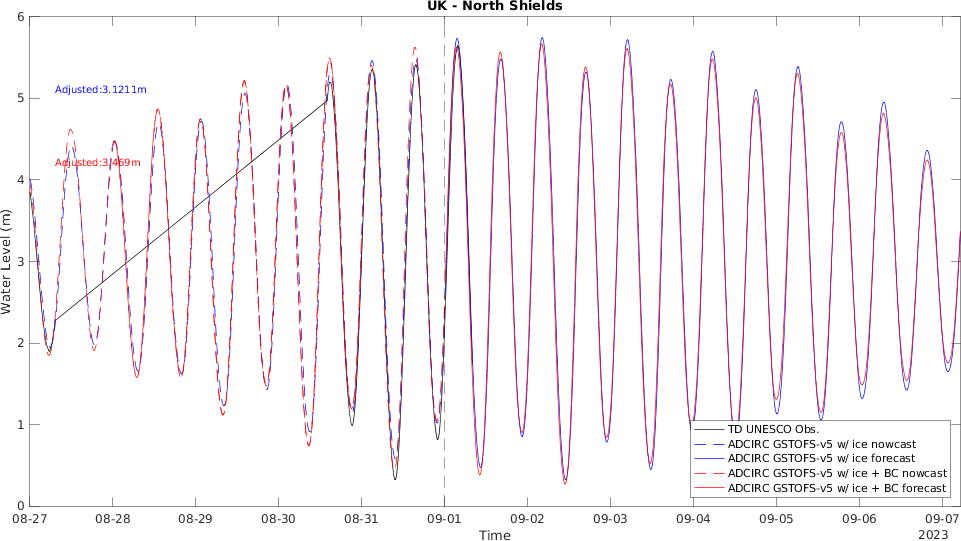 UK - North Shields
6
5
4
3
2
1
0
Water Level (m)
Adjusted:3.1211m
Adjusted:3.469m
TD UNESCO Obs.
ADCIRC GSTOFS-v5 w/ ice nowcast
ADCIRC GSTOFS-v5 w/ ice forecast
ADCIRC GSTOFS-v5 w/ ice + BC nowcast
ADCIRC GSTOFS-v5 w/ ice + BC forecast
08-27 08-28 08-29 08-30 08-31 09-01 09-02 09-03 09-04 09-05 09-06 09-07
Time
2023